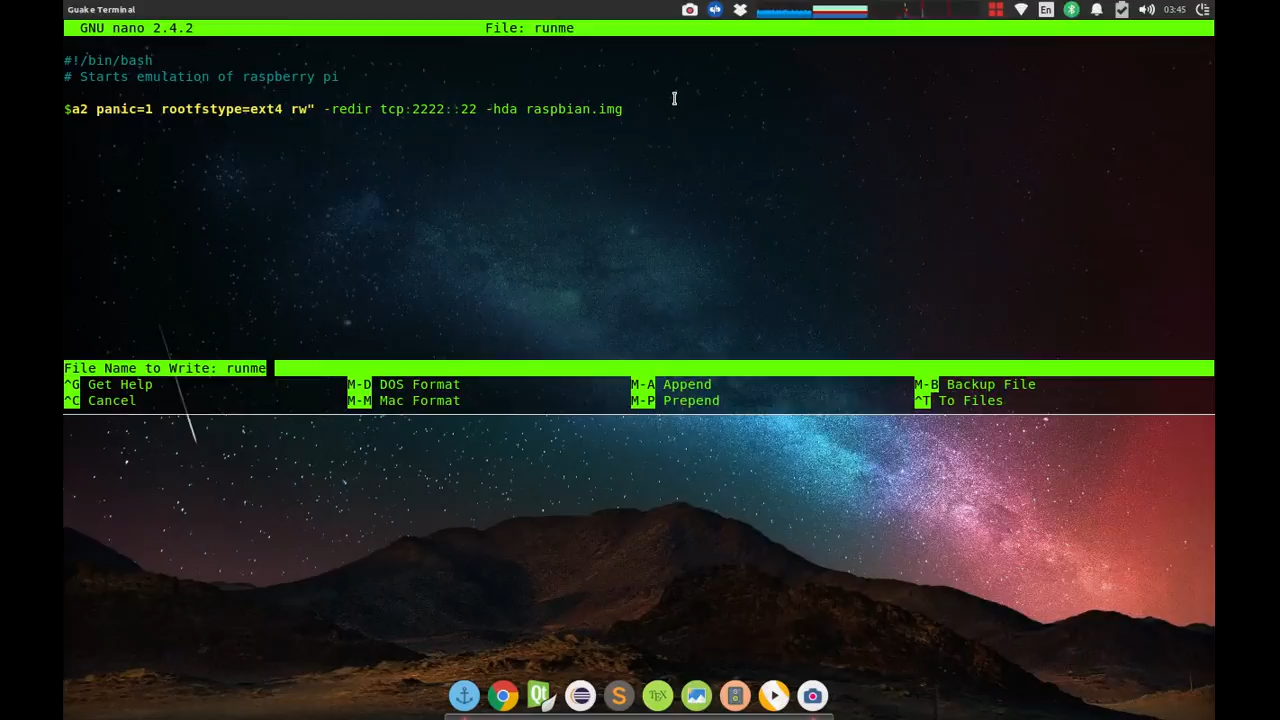 Guake Terminal
En
03:45
GNU nano 2.4.2 File: runme
#!/bin/bash
# Starts emulation of raspberry pi
$a2 panic=1 rootfstype=ext4 rw" -redir tcp:2222::22 -hda raspbian.img
File Name to Write: runme
^G Get Help M-D DOS Format M-A Append M-B Backup File
^C Cancel M-M Mac Format M-P Prepend ^T To Files
Qt S TEX